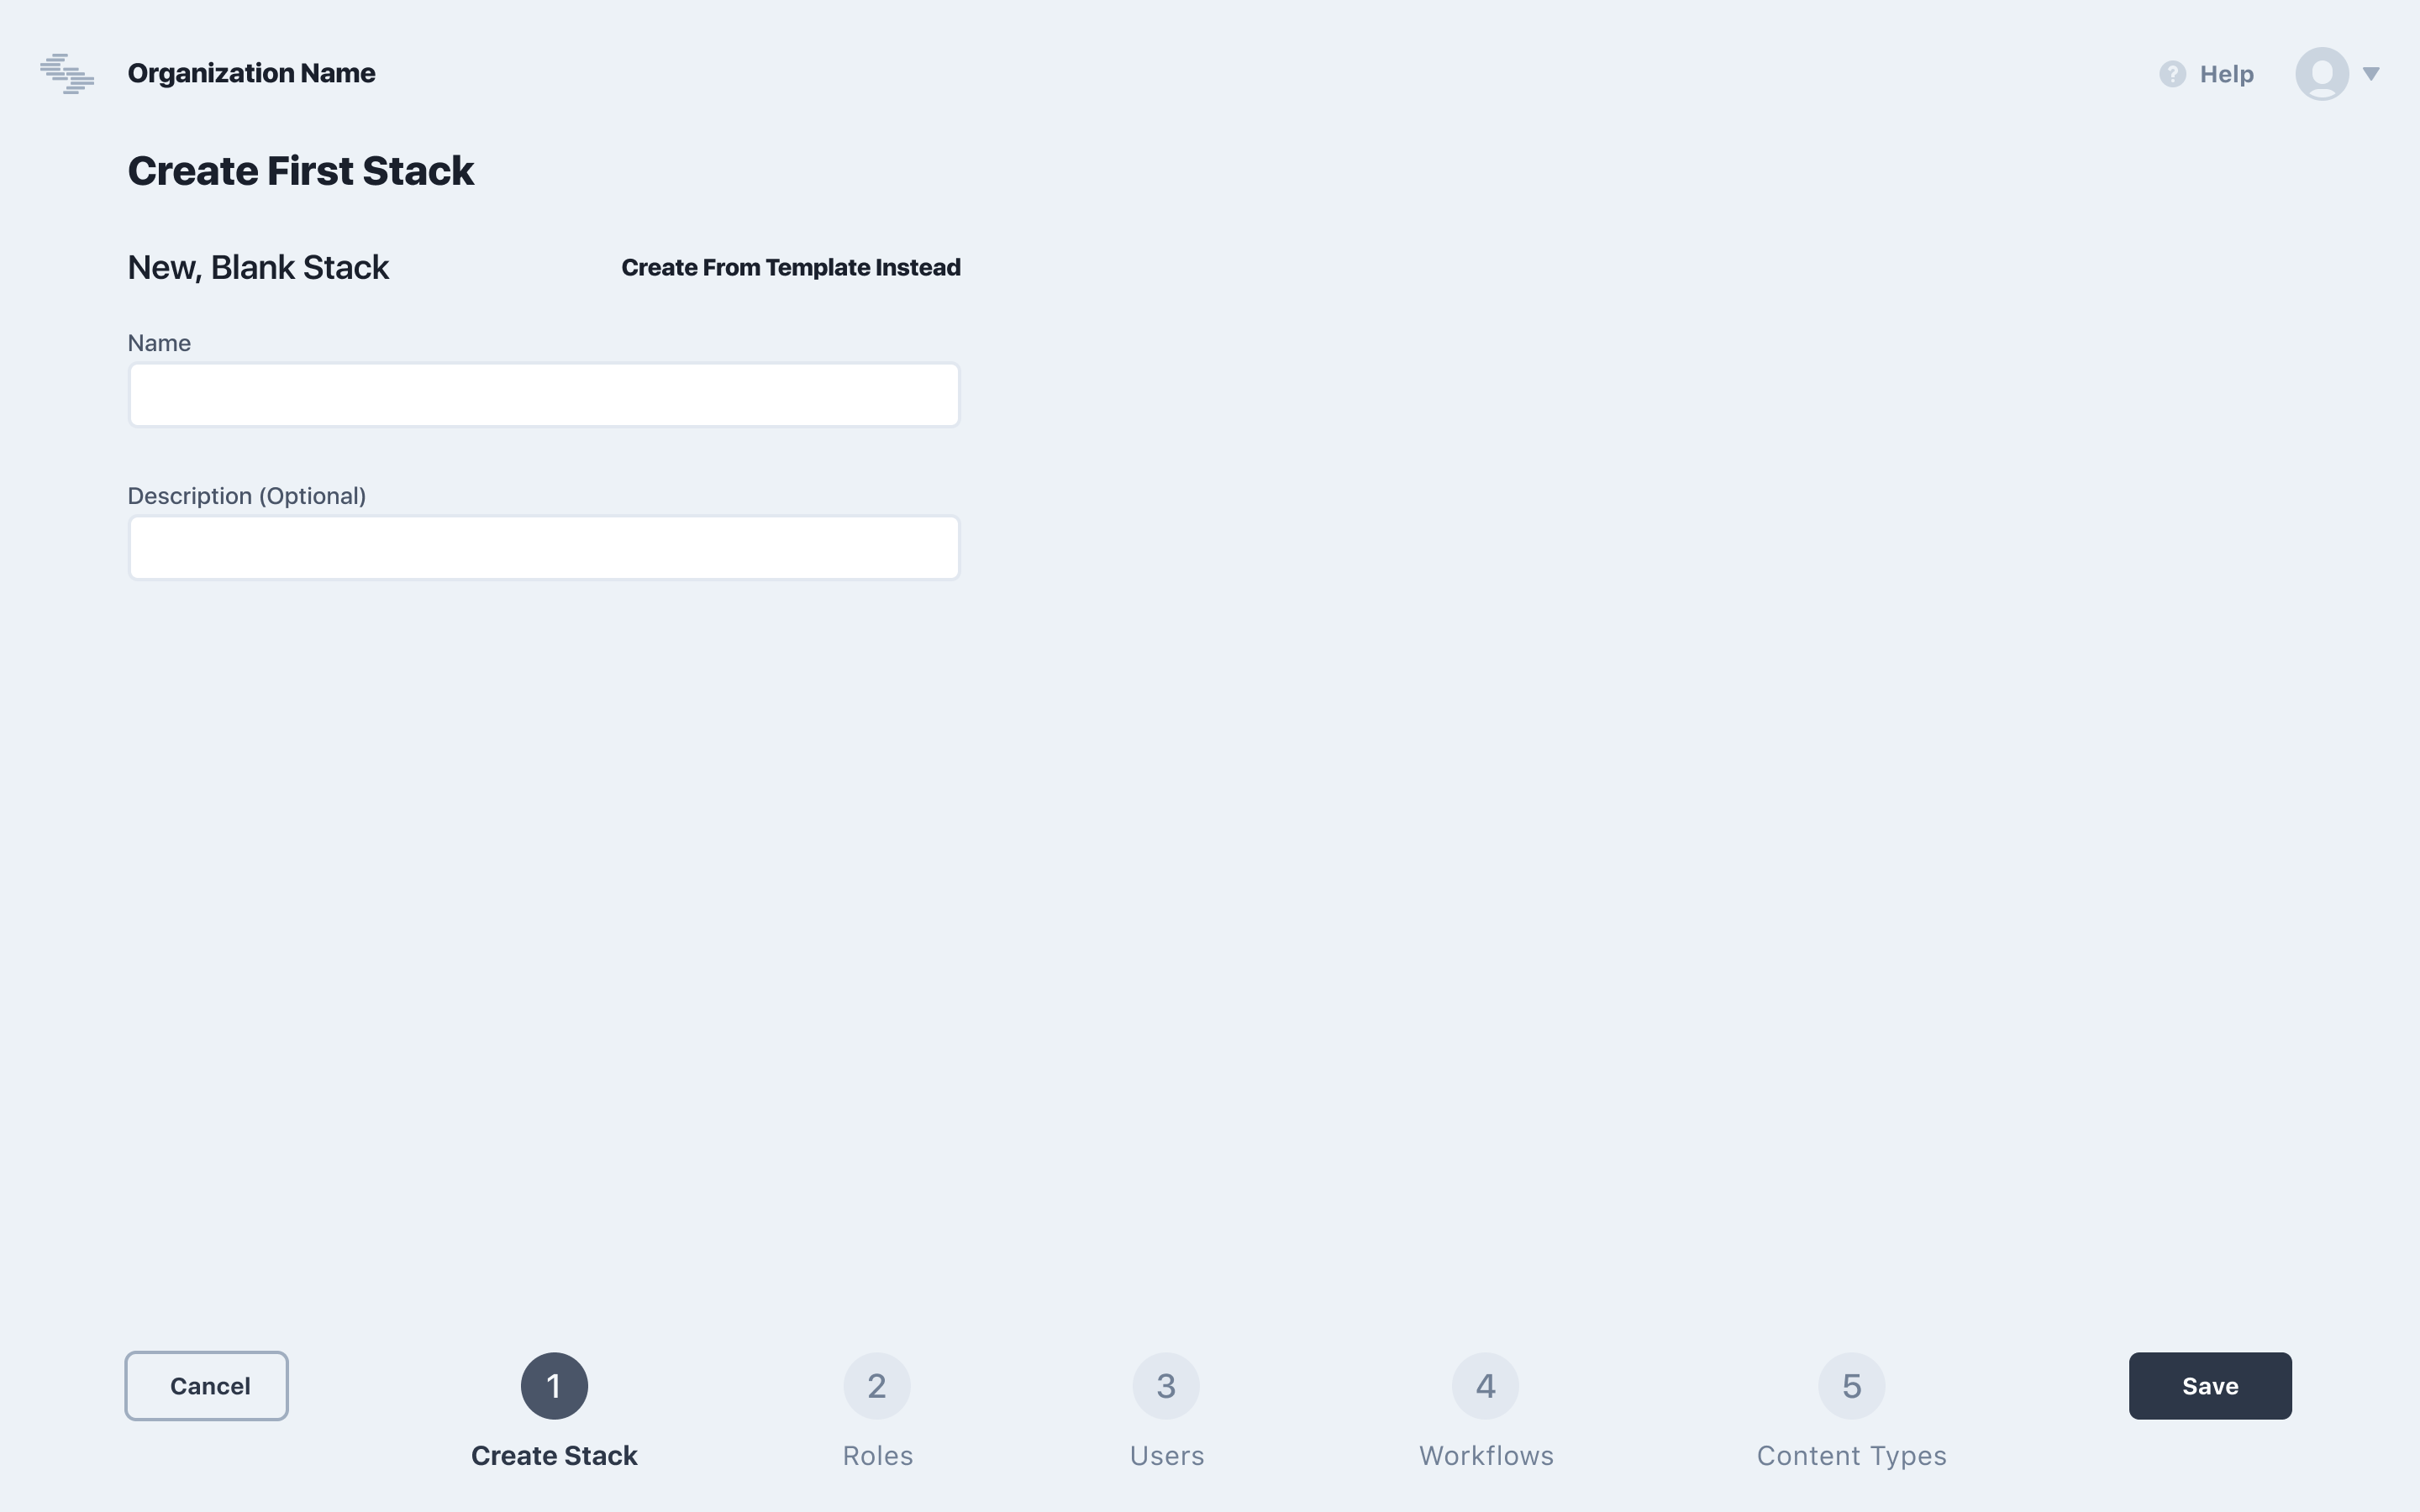 Organization Name
? Help
Create First Stack
New, Blank Stack
Create From Template Instead
Name
Description (Optional)
Cancel
1
Create Stack
2
Roles
3
Users
4
Workflows
5
Content Types
Save